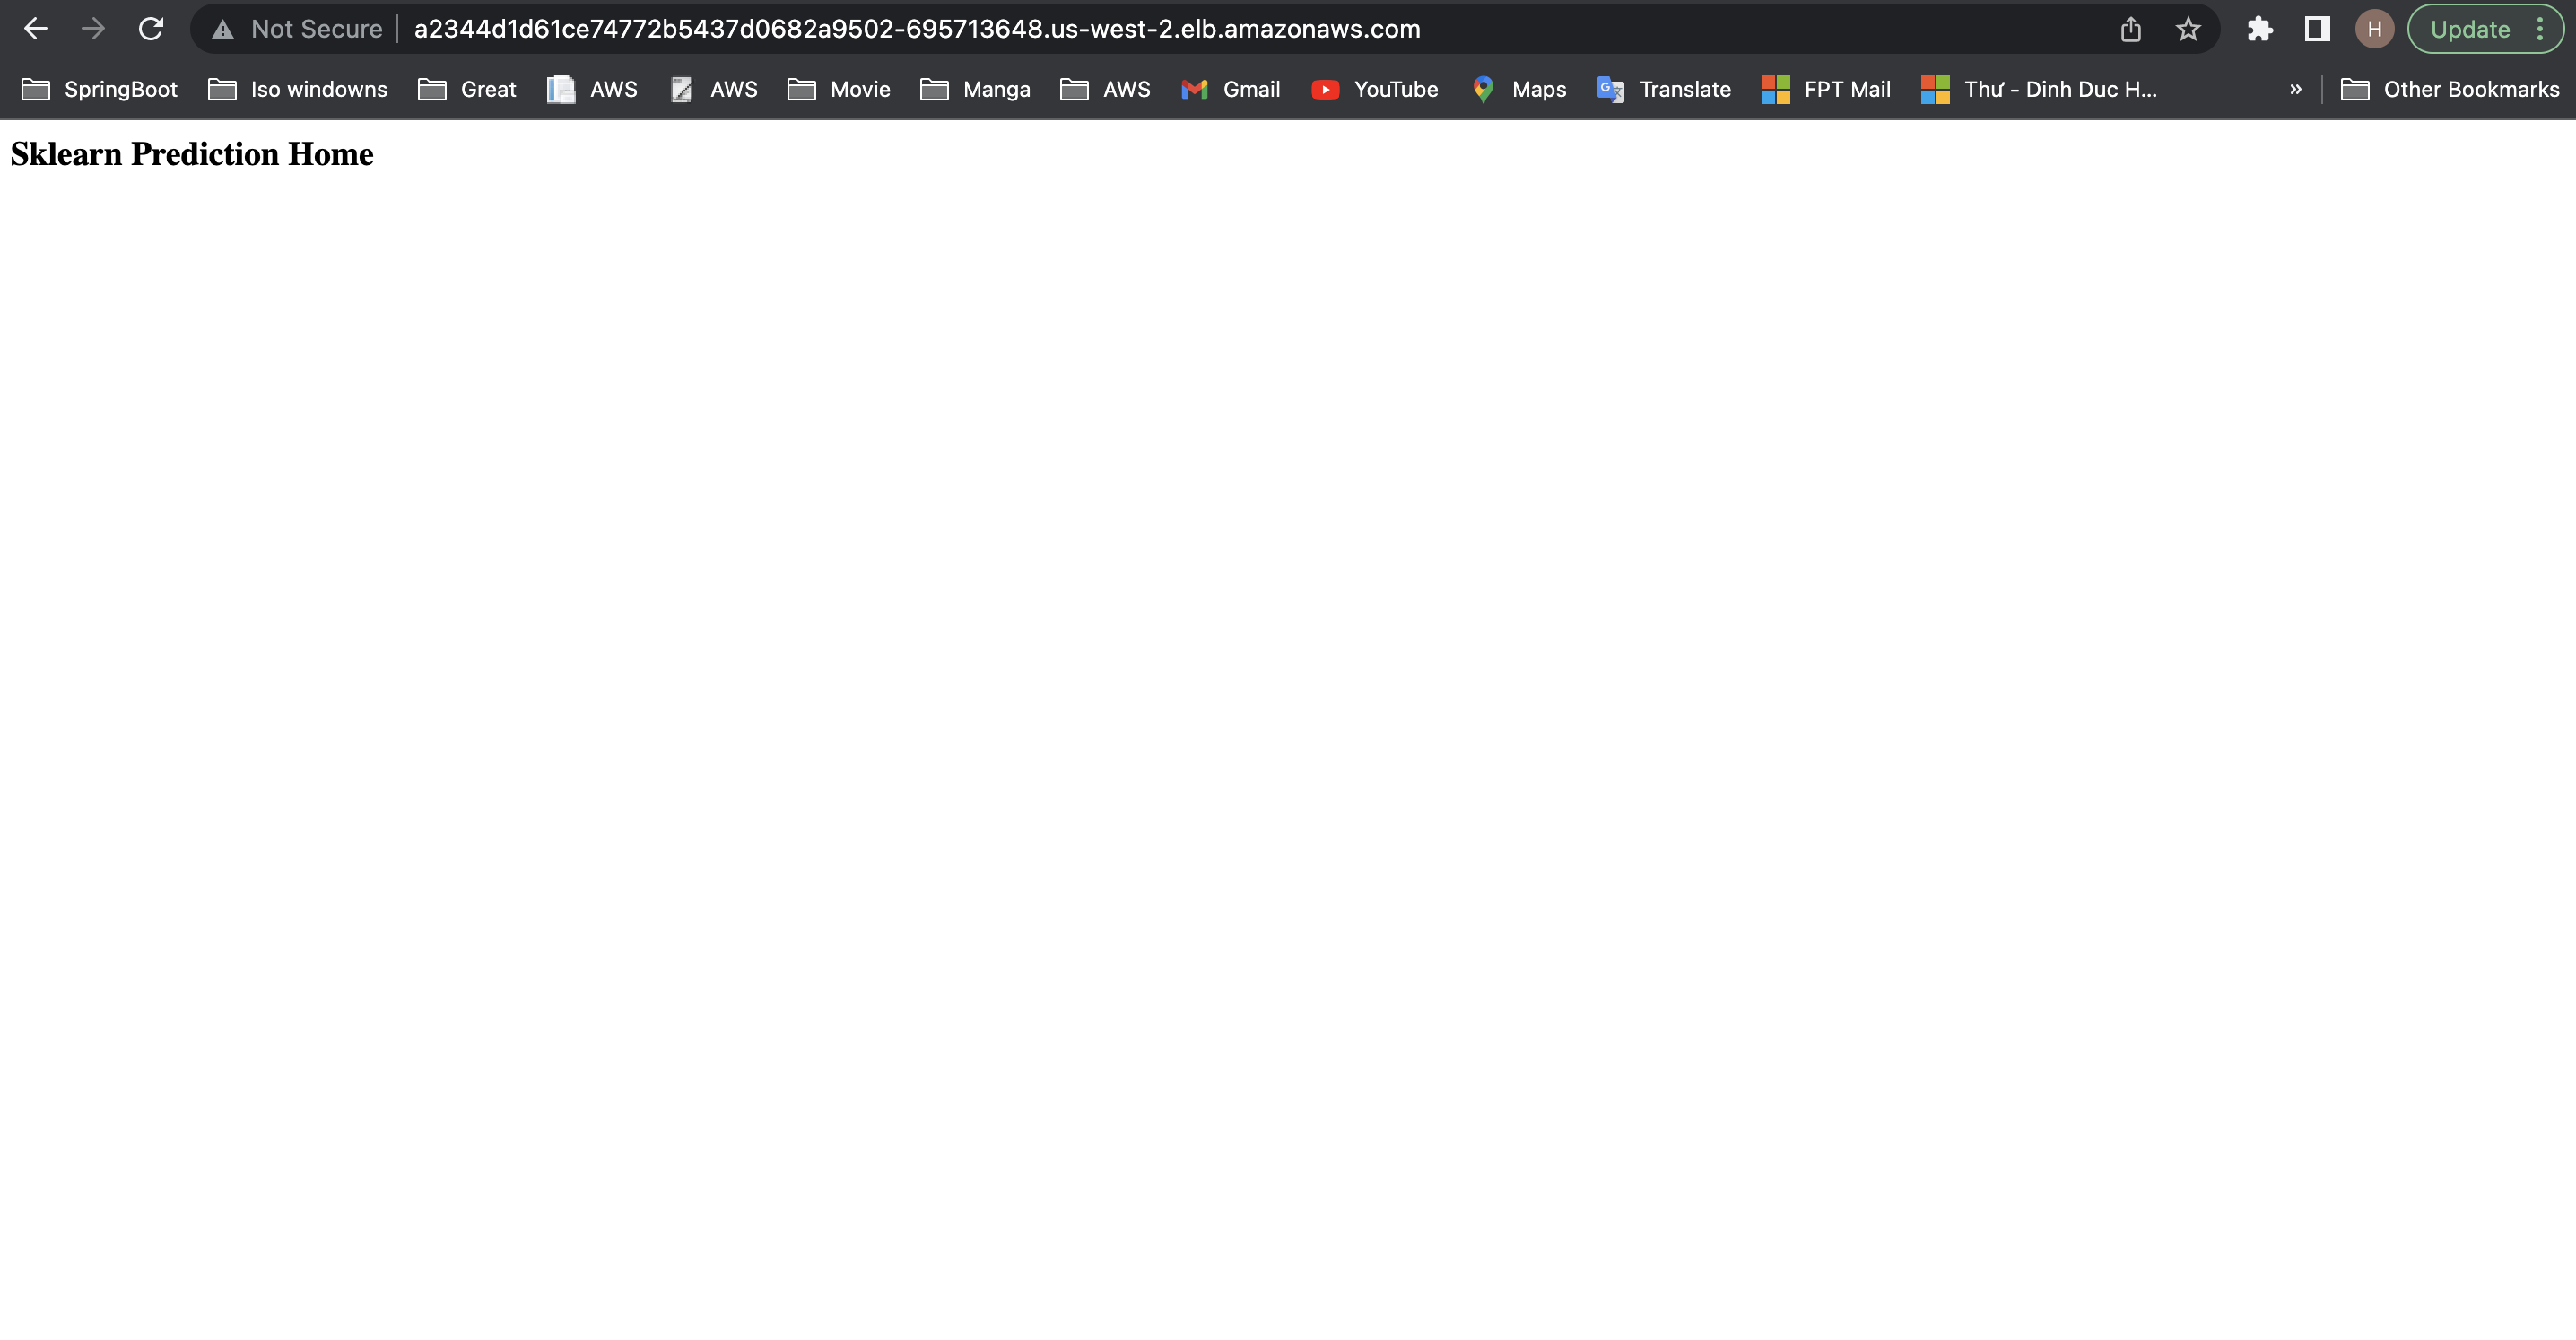 Not Secure a2344d1d61ce74772b5437d0682a9502-695713648.us-west-2.elb.amazonaws.com H Update
SpringBoot Iso windowns Great AWS AWS Movie Manga AWS Gmail YouTube Maps Translate FPT Mail Thư - Dinh Duc H... » Other Bookmarks
Sklearn Prediction Home